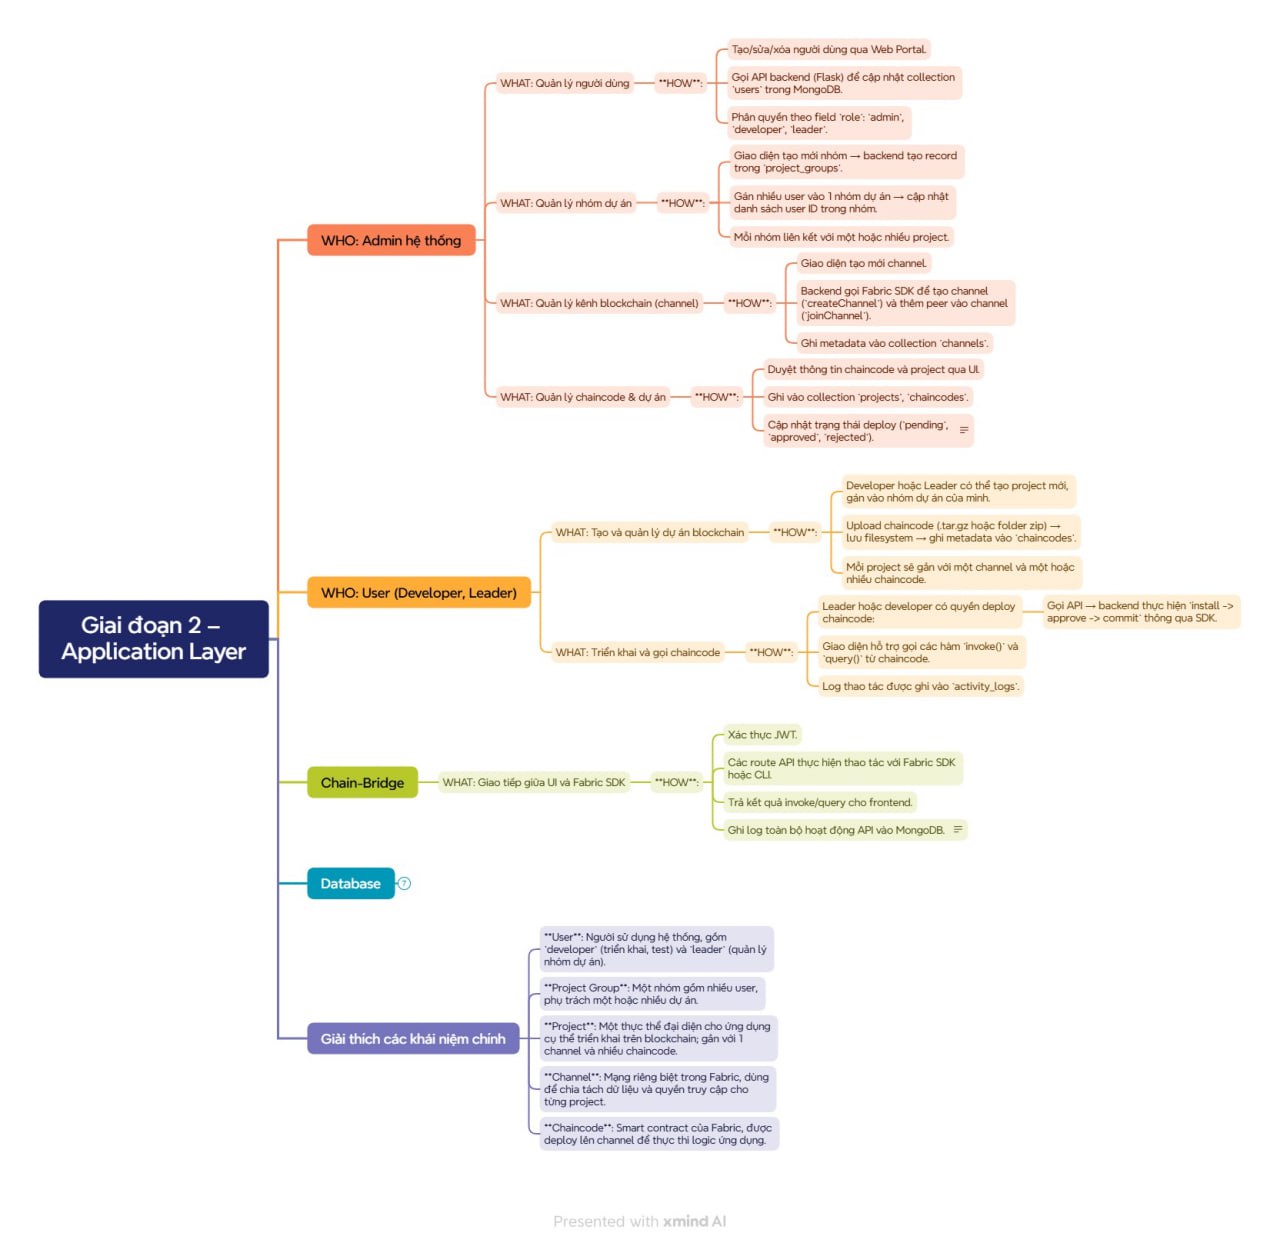 Giai đoạn 2 –
Application Layer
WHO: Admin hệ thống
WHAT: Quản lý người dùng
**HOW**:
Tạo/sửa/xóa người dùng qua Web Portal.
Gọi API backend (Flask) để cập nhật collection
`users` trong MongoDB.
Phân quyền theo field `role`: `admin`,
`developer`, `leader`.
WHAT: Quản lý nhóm dự án
**HOW**:
Giao diện tạo mới nhóm → backend tạo record
trong `project_groups`.
Gán nhiều user vào 1 nhóm dự án → cập nhật
danh sách user ID trong nhóm.
Mỗi nhóm liên kết với một hoặc nhiều project.
WHAT: Quản lý kênh blockchain (channel)
**HOW**:
Giao diện tạo mới channel.
Backend gọi Fabric SDK để tạo channel
(`createChannel`) và thêm peer vào channel
(`joinChannel`).
Ghi metadata vào collection `channels`.
WHAT: Quản lý chaincode & dự án
**HOW**:
Duyệt thông tin chaincode và project qua UI.
Ghi vào collection `projects`, `chaincodes`.
Cập nhật trạng thái deploy (`pending`,
`approved`, `rejected`).
WHO: User (Developer, Leader)
WHAT: Tạo và quản lý dự án blockchain
**HOW**:
Developer hoặc Leader có thể tạo project mới,
gán vào nhóm dự án của mình.
Upload chaincode (.tar.gz hoặc folder zip) →
lưu filesystem → ghi metadata vào `chaincodes`.
Mỗi project sẽ gắn với một channel và một hoặc
nhiều chaincode.
WHAT: Triển khai và gọi chaincode
**HOW**:
Leader hoặc developer có quyền deploy
chaincode:
Gọi API → backend thực hiện `install ->
approve -> commit` thông qua SDK.
Giao diện hỗ trợ gọi các hàm `invoke()` và
`query()` từ chaincode.
Log thao tác được ghi vào `activity_logs`.
Chain-Bridge
WHAT: Giao tiếp giữa UI và Fabric SDK
**HOW**:
Xác thực JWT.
Các route API thực hiện thao tác với Fabric SDK
hoặc CLI.
Trả kết quả invoke/query cho frontend.
Ghi log toàn bộ hoạt động API vào MongoDB.
Database
7
Giải thích các khái niệm chính
**User**: Người sử dụng hệ thống, gồm
`developer` (triển khai, test) và `leader` (quản lý
nhóm dự án).
**Project Group**: Một nhóm gồm nhiều user,
phụ trách một hoặc nhiều dự án.
**Project**: Một thực thể đại diện cho ứng dụng
cụ thể triển khai trên blockchain; gắn với 1
channel và nhiều chaincode.
**Channel**: Mạng riêng biệt trong Fabric, dùng
để chia tách dữ liệu và quyền truy cập cho
từng project.
**Chaincode**: Smart contract của Fabric, được
deploy lên channel để thực thi logic ứng dụng.
Presented with xmind AI